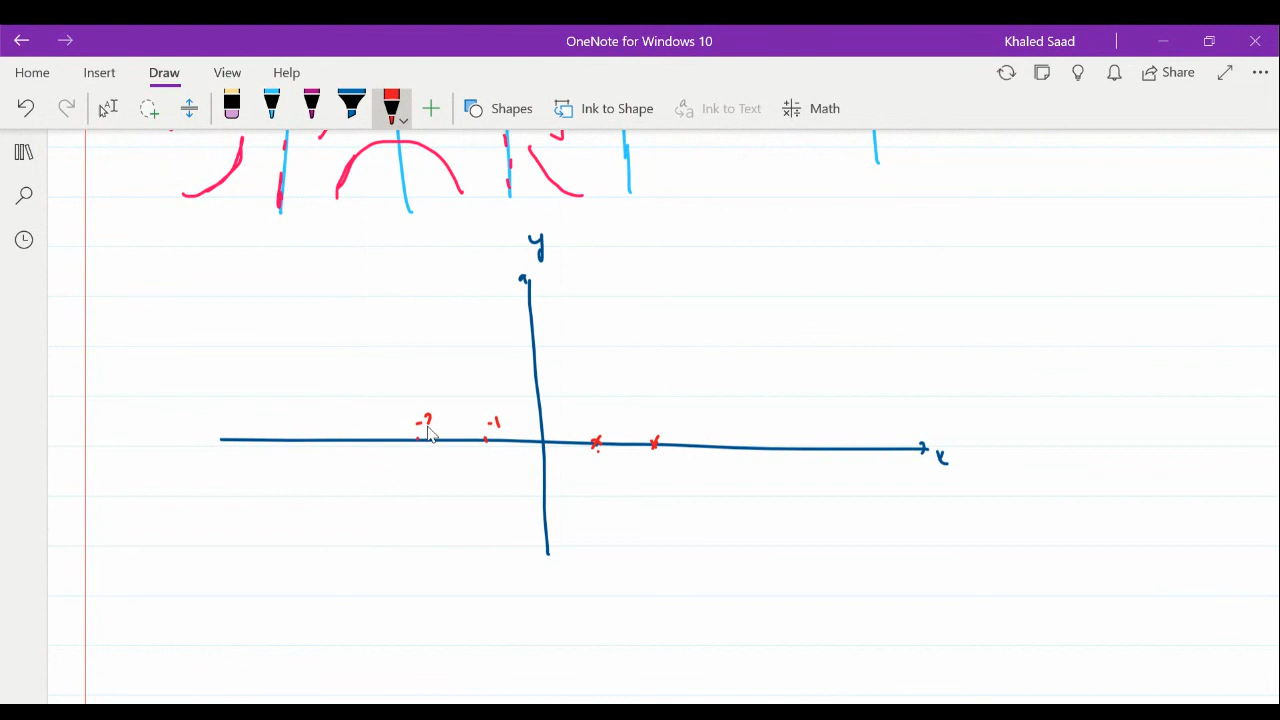 OneNote for Windows 10
Khaled Saad
Home Insert Draw View Help
Share
Shapes Ink to Shape Ink to Text Math
y
-2 -1
x